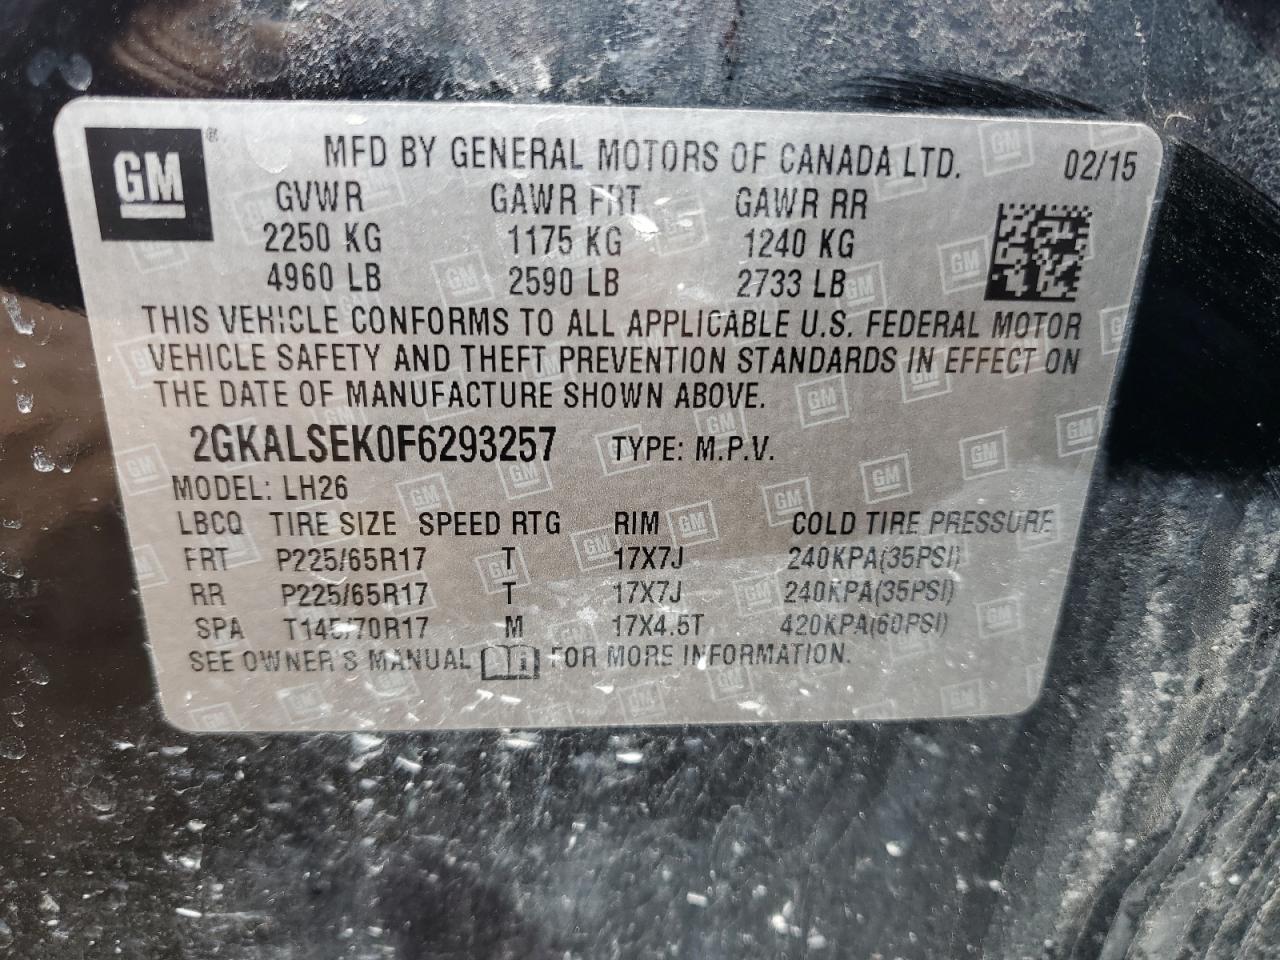 GM ®
MFD BY GENERAL MOTORS OF CANADA LTD. 02/15
GVWR GAWR FRT GAWR RR
2250 KG 1175 KG 1240 KG
4960 LB 2590 LB 2733 LB
THIS VEHICLE CONFORMS TO ALL APPLICABLE U.S. FEDERAL MOTOR
VEHICLE SAFETY AND THEFT PREVENTION STANDARDS IN EFFECT ON
THE DATE OF MANUFACTURE SHOWN ABOVE.
2GKALSEK0F6293257 TYPE: M.P.V.
MODEL: LH26
LBCQ TIRE SIZE SPEED RTG RIM COLD TIRE PRESSURE
FRT P225/65R17 T 17X7J 240KPA(35PSI)
RR P225/65R17 T 17X7J 240KPA(35PSI)
SPA T145/70R17 M 17X4.5T 420KPA(60PSI)
SEE OWNER'S MANUAL FOR MORE INFORMATION.